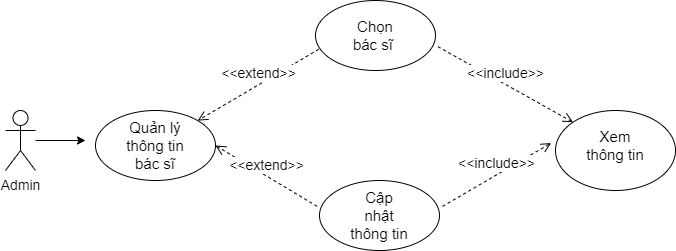 Chọn
bác sĩ
<<extend>>
<<include>>
Quản lý
thông tin
bác sĩ
Xem
thông tin
Admin
<<extend>>
<<include>>
Cập
nhật
thông tin